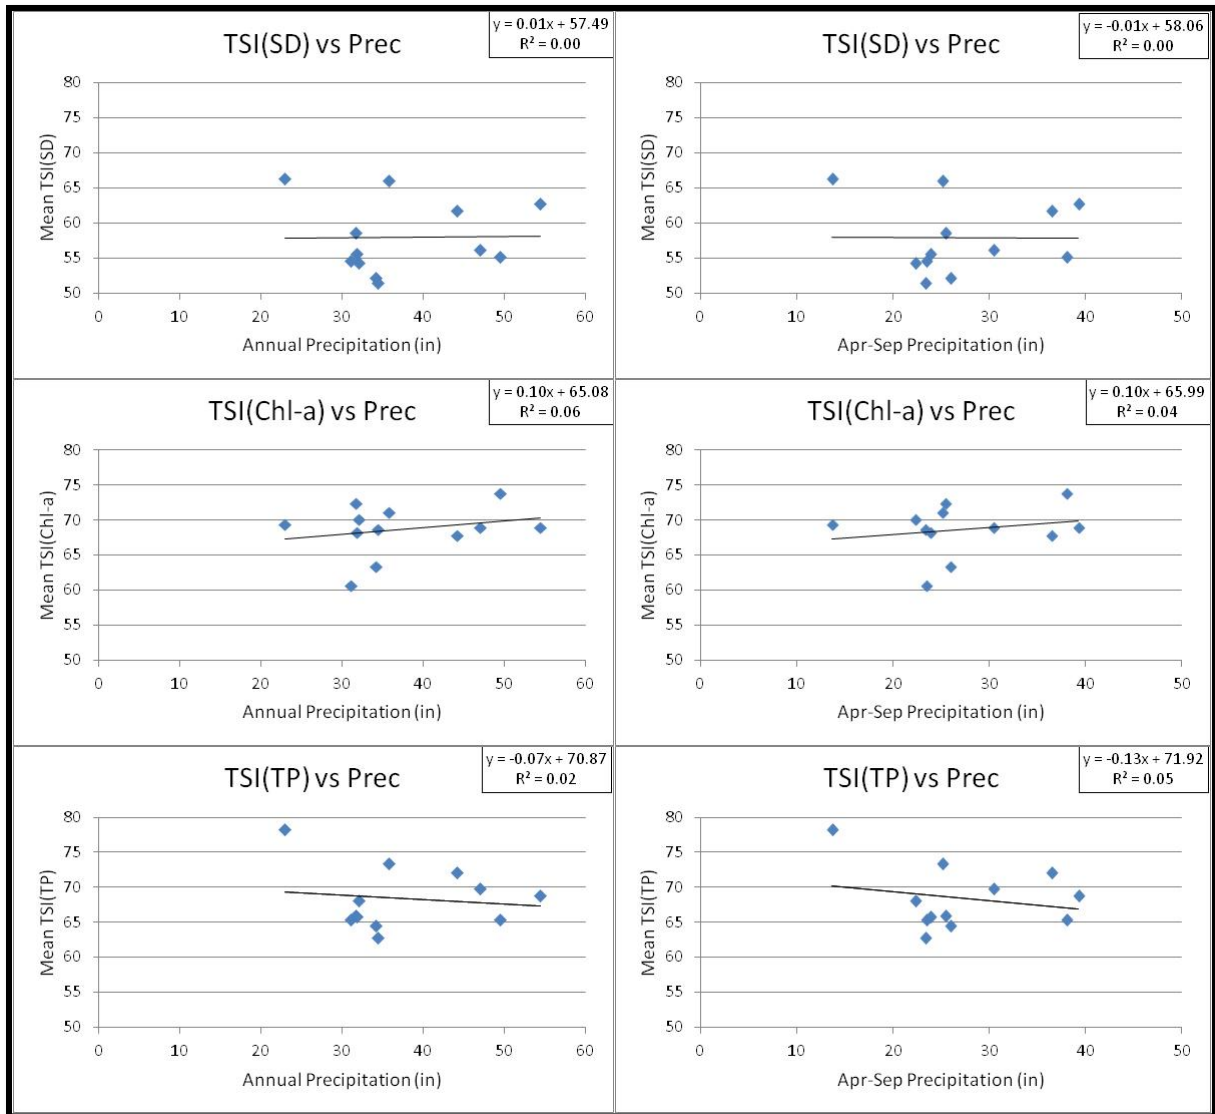 TSI(SD) vs Prec
y = 0.01x + 57.49
R² = 0.00
Mean TSI(SD)
80
75
70
65
60
55
50
0 10 20 30 40 50 60
Annual Precipitation (in)
TSI(SD) vs Prec
y = -0.01x + 58.06
R² = 0.00
Mean TSI(SD)
80
75
70
65
60
55
50
0 10 20 30 40 50
Apr-Sep Precipitation (in)
TSI(Chl-a) vs Prec
y = 0.10x + 65.08
R² = 0.06
Mean TSI(Chl-a)
80
75
70
65
60
55
50
0 10 20 30 40 50 60
Annual Precipitation (in)
TSI(Chl-a) vs Prec
y = 0.10x + 65.99
R² = 0.04
Mean TSI(Chl-a)
80
75
70
65
60
55
50
0 10 20 30 40 50
Apr-Sep Precipitation (in)
TSI(TP) vs Prec
y = -0.07x + 70.87
R² = 0.02
Mean TSI(TP)
80
75
70
65
60
55
50
0 10 20 30 40 50 60
Annual Precipitation (in)
TSI(TP) vs Prec
y = -0.13x + 71.92
R² = 0.05
Mean TSI(TP)
80
75
70
65
60
55
50
0 10 20 30 40 50
Apr-Sep Precipitation (in)